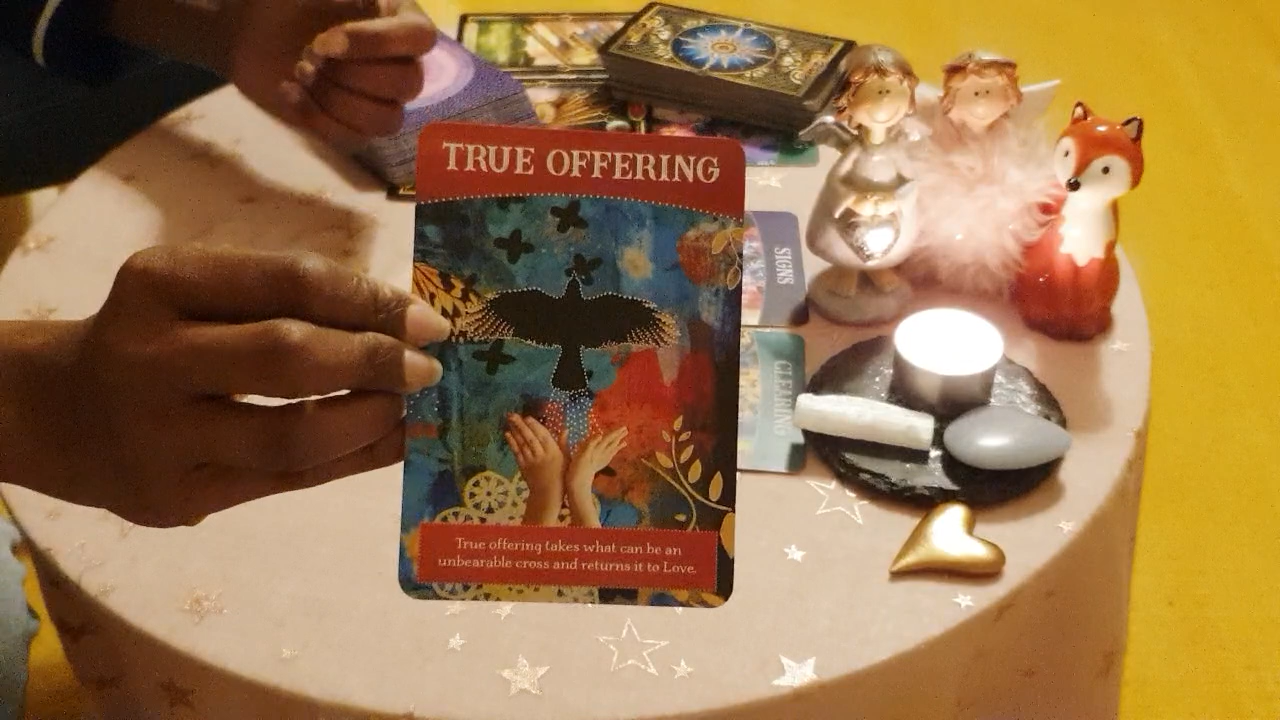 TRUE OFFERING
SIGNS
CLEARING
True offering takes what can be an
unbearable cross and returns it to Love.